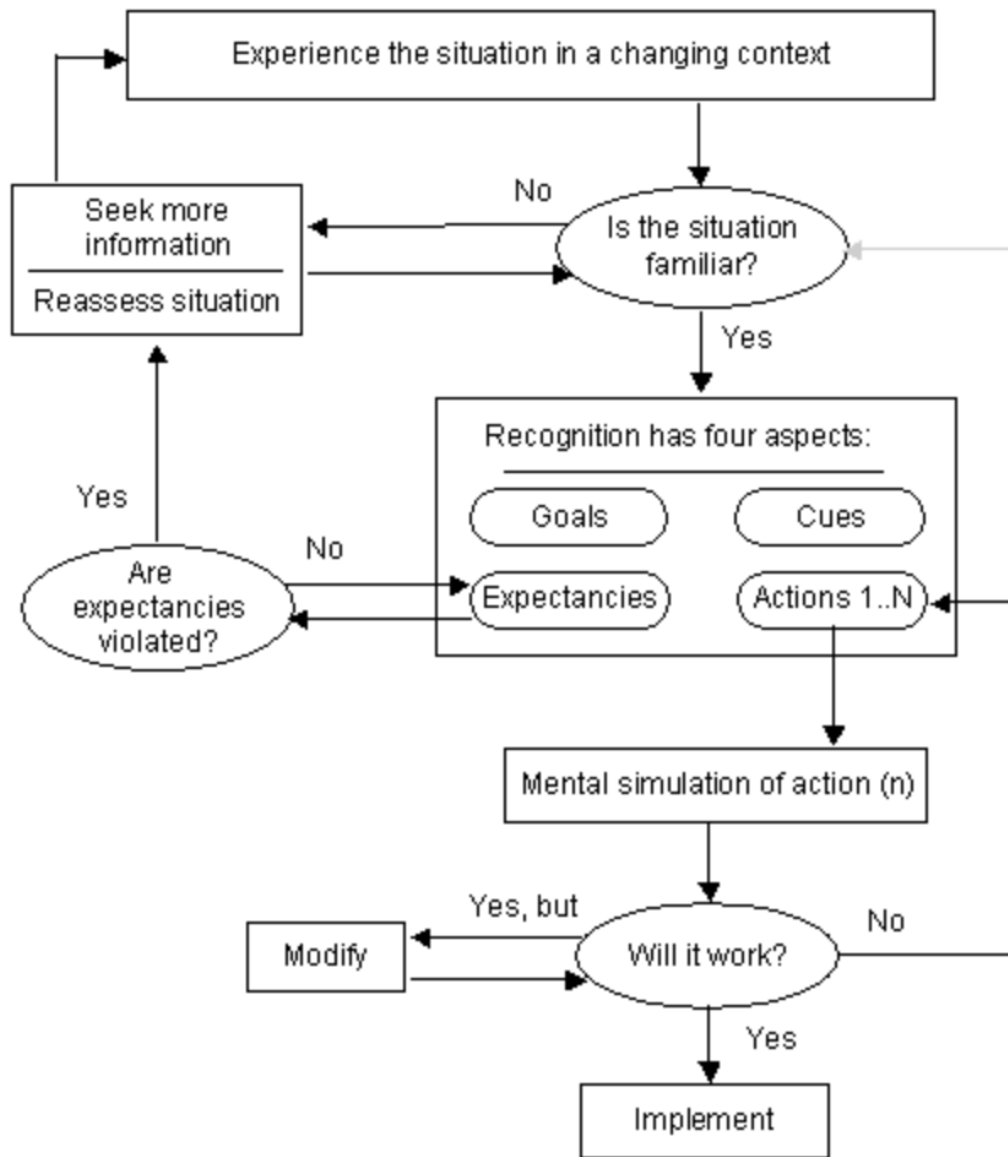 Experience the situation in a changing context
No
Seek more
information
Reassess situation
Is the situation
familiar?
Yes
Recognition has four aspects:
Goals
Cues
Yes
No
Are
expectancies
violated?
Expectancies
Actions 1..N
Mental simulation of action (n)
Yes, but
No
Modify
Will it work?
Yes
Implement